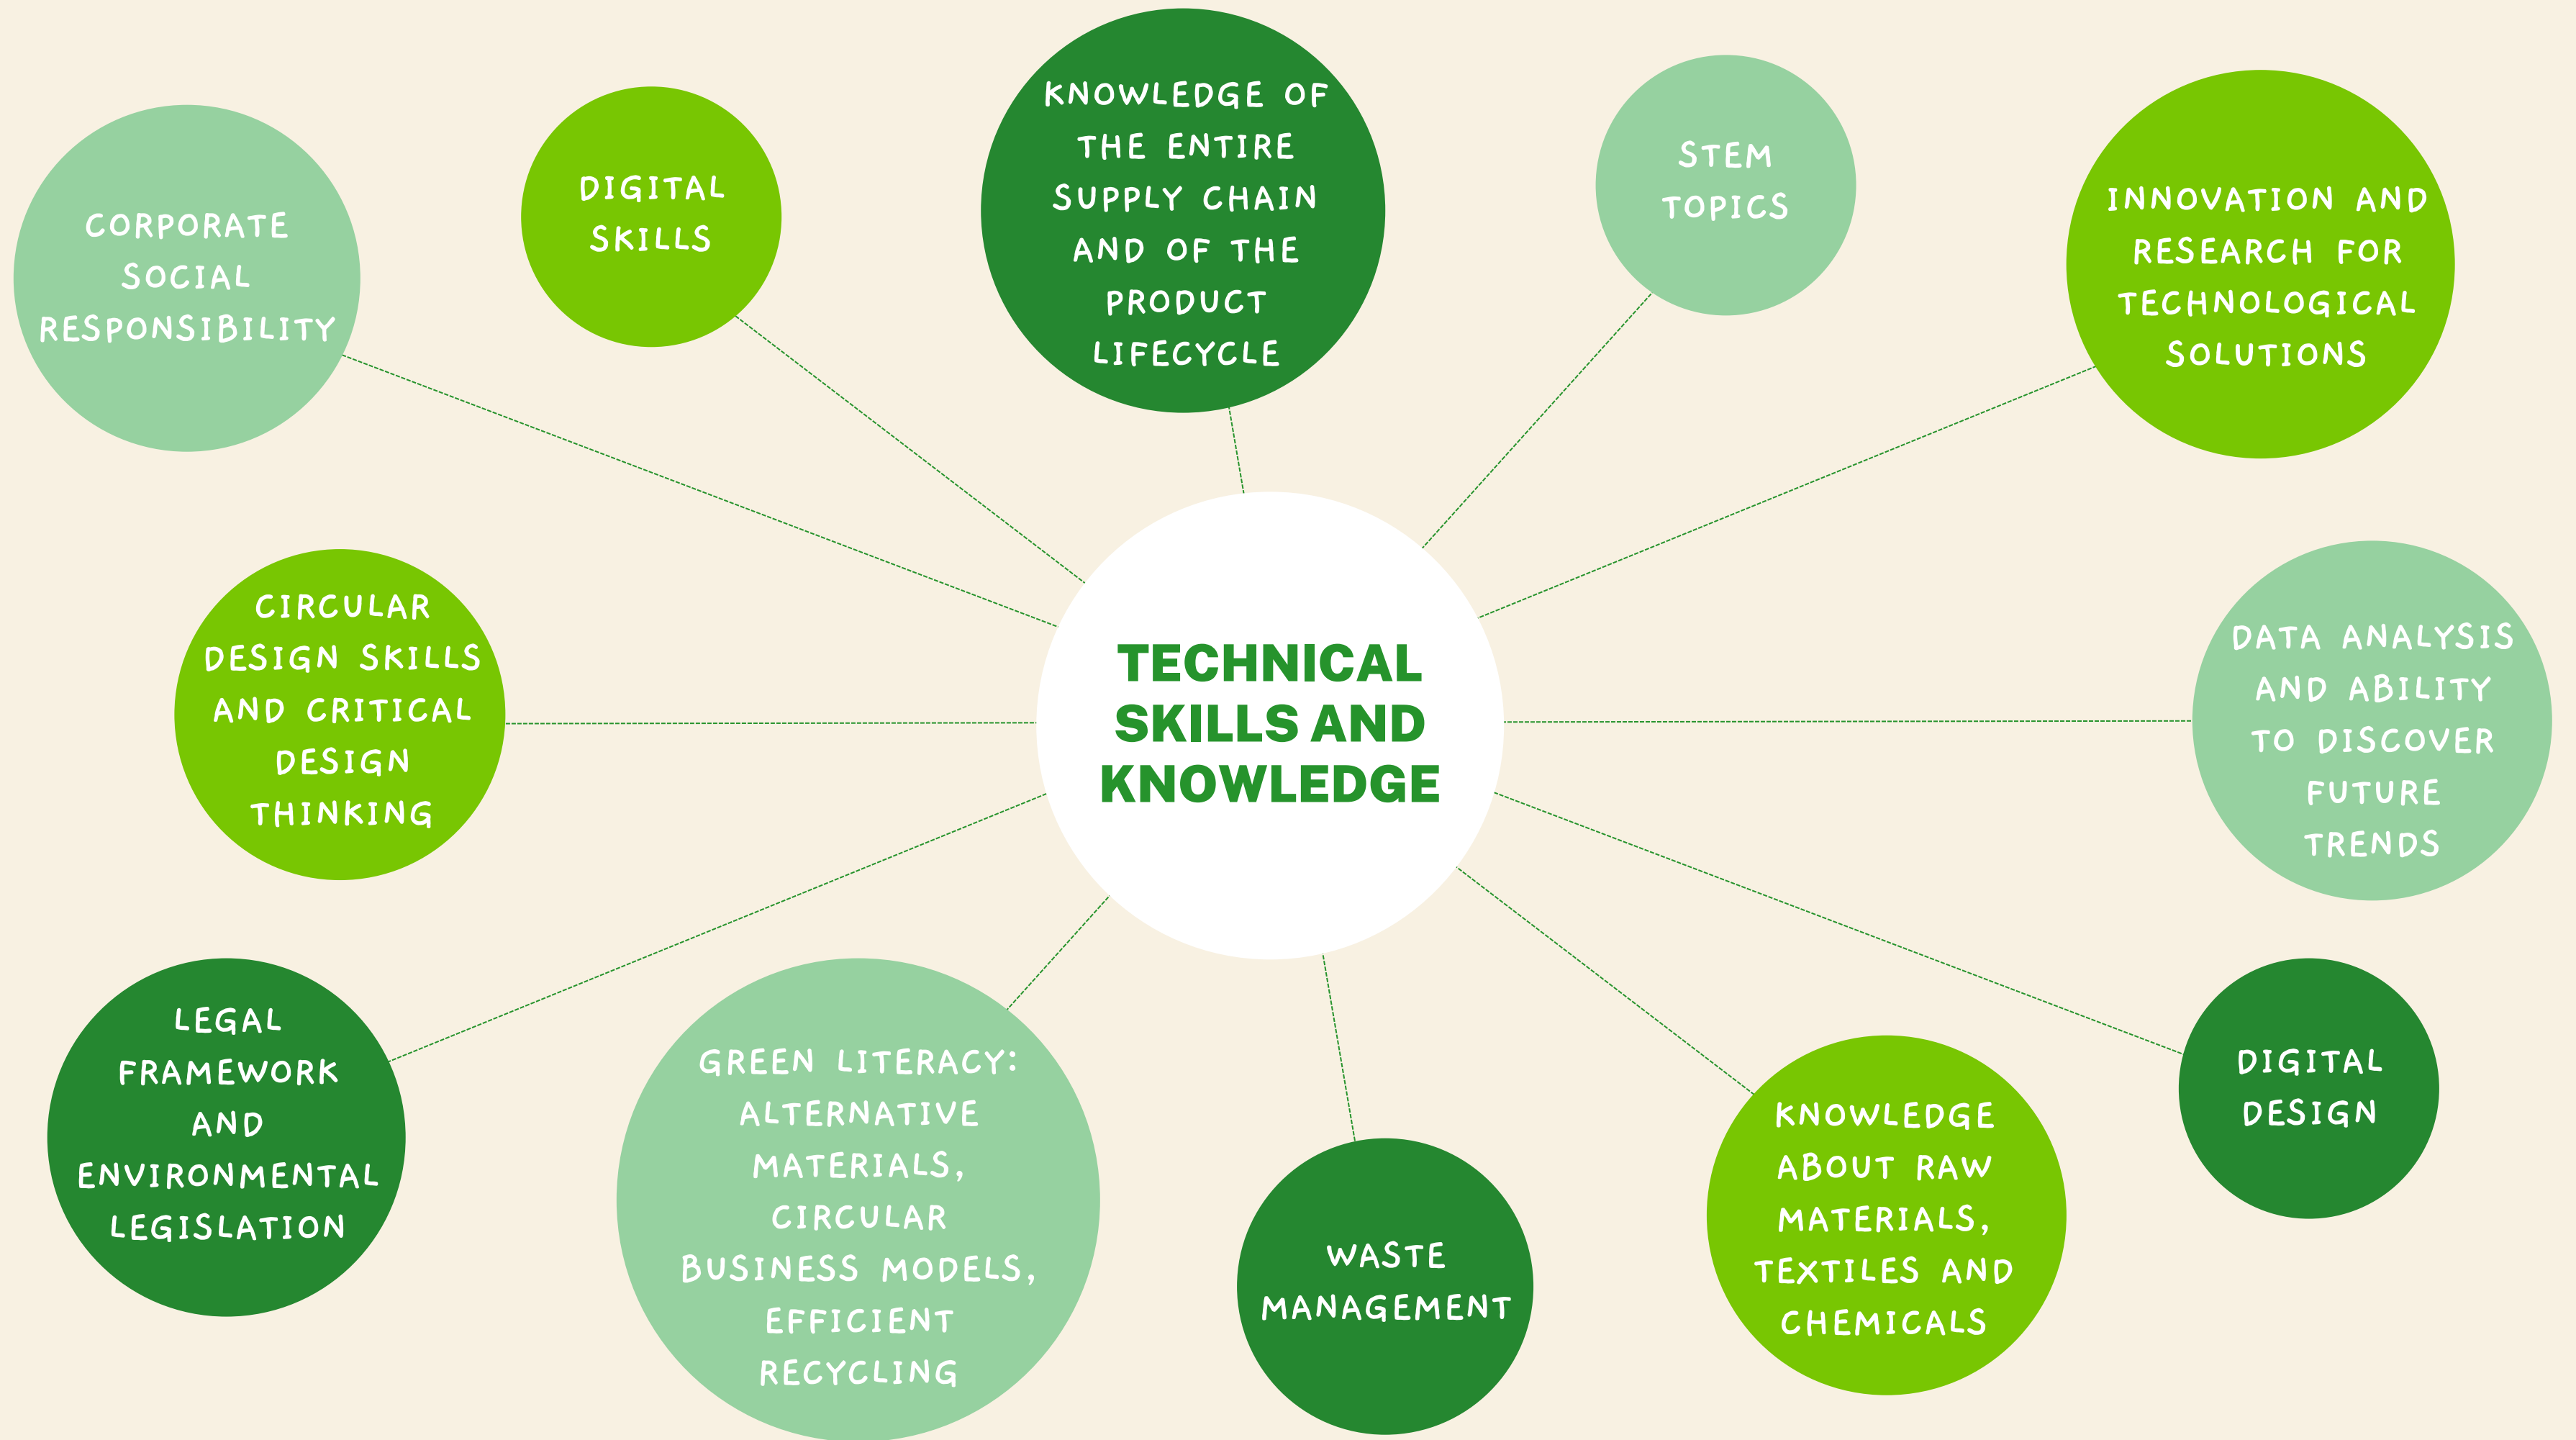 CORPORATE
SOCIAL
RESPONSIBILITY
DIGITAL
SKILLS
KNOWLEDGE OF
THE ENTIRE
SUPPLY CHAIN
AND OF THE
PRODUCT
LIFECYCLE
STEM
TOPICS
INNOVATION AND
RESEARCH FOR
TECHNOLOGICAL
SOLUTIONS
CIRCULAR
DESIGN SKILLS
AND CRITICAL
DESIGN
THINKING
TECHNICAL
SKILLS AND
KNOWLEDGE
DATA ANALYSIS
AND ABILITY
TO DISCOVER
FUTURE
TRENDS
LEGAL
FRAMEWORK
AND
ENVIRONMENTAL
LEGISLATION
GREEN LITERACY:
ALTERNATIVE
MATERIALS,
CIRCULAR
BUSINESS MODELS,
EFFICIENT
RECYCLING
WASTE
MANAGEMENT
KNOWLEDGE
ABOUT RAW
MATERIALS,
TEXTILES AND
CHEMICALS
DIGITAL
DESIGN